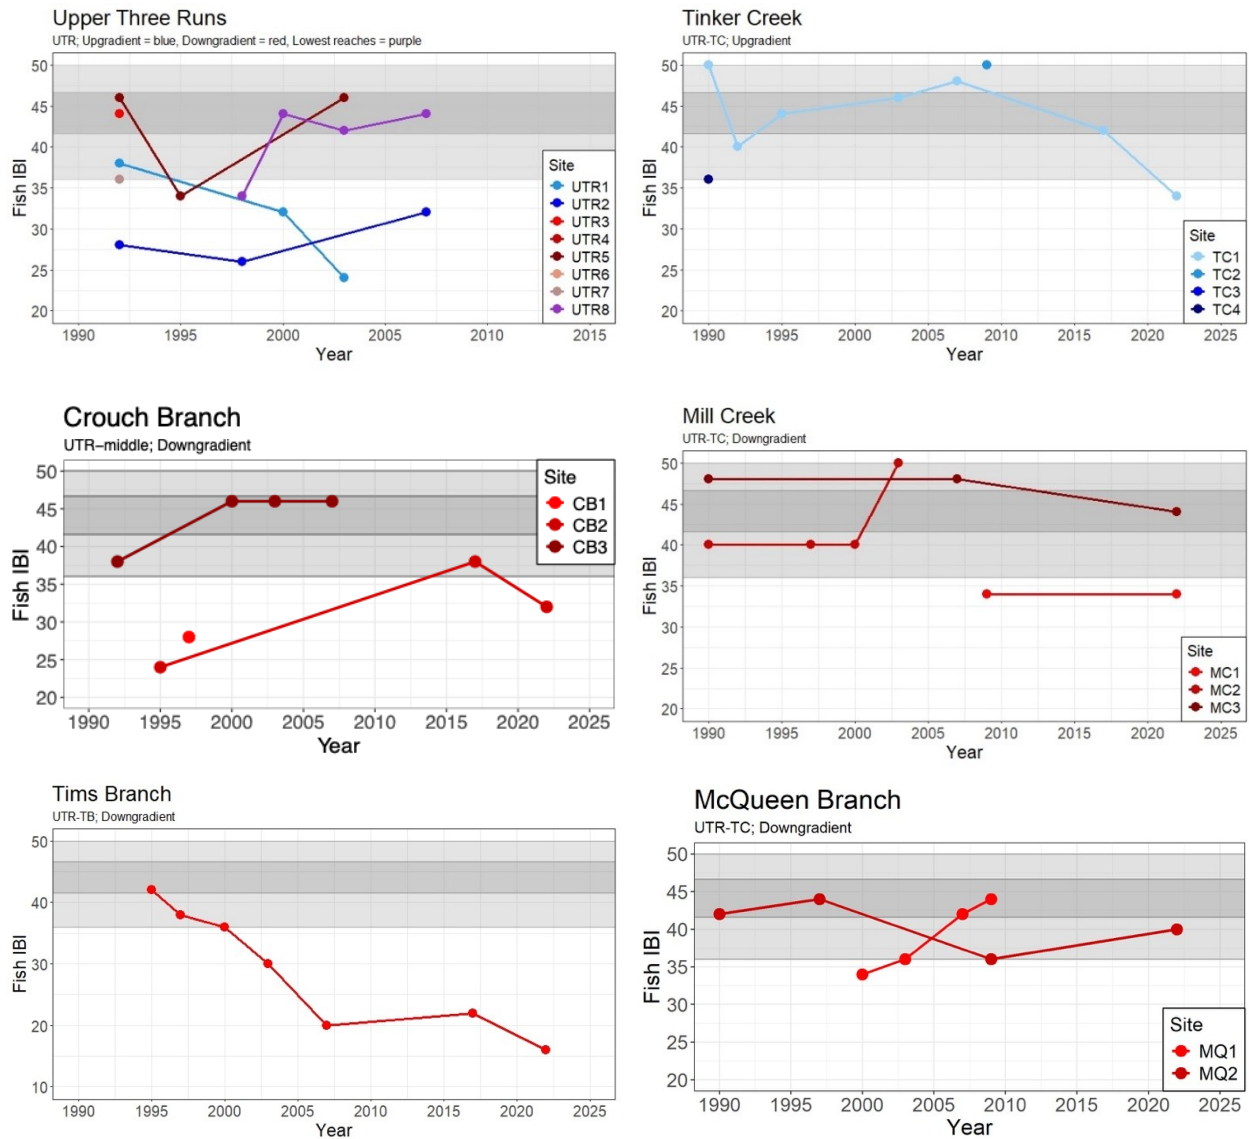 Upper Three Runs
UTR; Upgradient = blue, Downgradient = red, Lowest reaches = purple
Fish IBI
50
45
40
35
30
25
20
1990
1995
2000
2005
2010
2015
Year
Site
UTR1
UTR2
UTR3
UTR4
UTR5
UTR6
UTR7
UTR8
Tinker Creek
UTR-TC; Upgradient
Fish IBI
50
45
40
35
30
25
20
1990
1995
2000
2005
2010
2015
2020
2025
Year
Site
TC1
TC2
TC3
TC4
Crouch Branch
UTR–middle; Downgradient
Fish IBI
50
45
40
35
30
25
20
1990
1995
2000
2005
2010
2015
2020
2025
Year
Site
CB1
CB2
CB3
Mill Creek
UTR-TC; Downgradient
Fish IBI
50
45
40
35
30
25
20
1990
1995
2000
2005
2010
2015
2020
2025
Year
Site
MC1
MC2
MC3
Tims Branch
UTR-TB; Downgradient
Fish IBI
50
40
30
20
10
1990
1995
2000
2005
2010
2015
2020
2025
Year
McQueen Branch
UTR-TC; Downgradient
Fish IBI
50
45
40
35
30
25
20
1990
1995
2000
2005
2010
2015
2020
2025
Year
Site
MQ1
MQ2